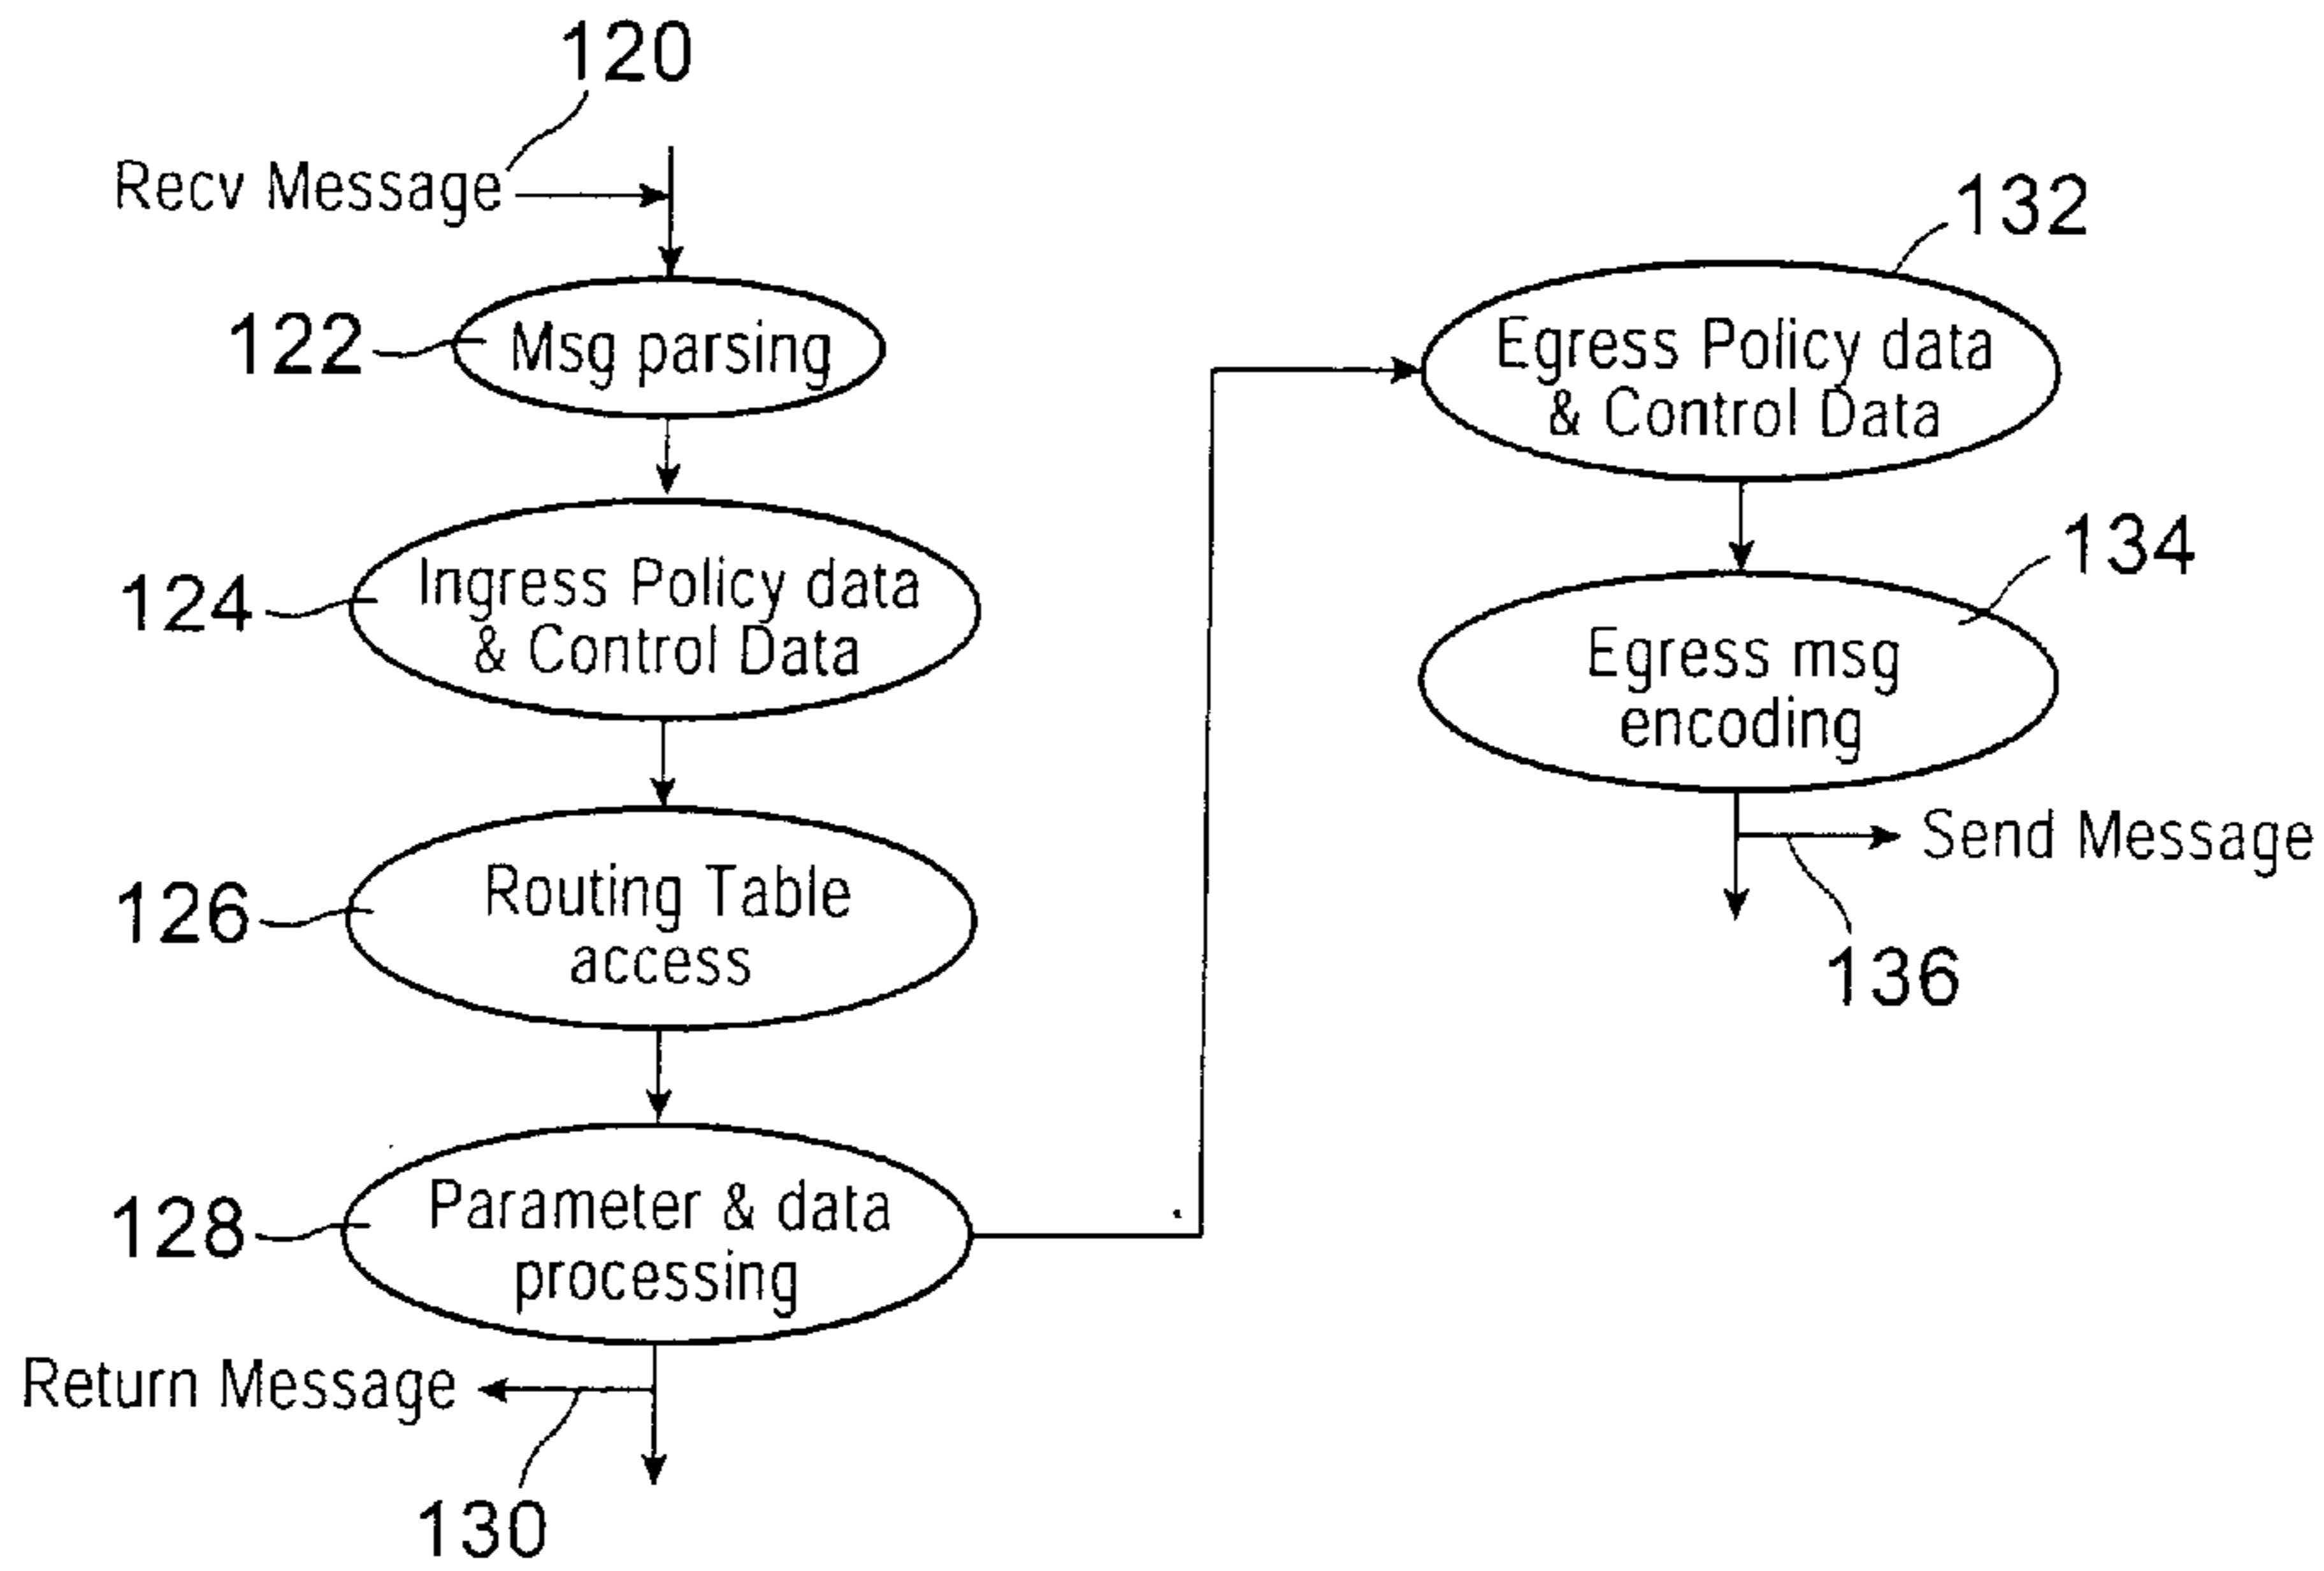 120
Recv Message
122
Msg parsing
124
Ingress Policy data
& Control Data
126
Routing Table
access
128
Parameter & data
processing
Return Message
130
132
Egress Policy data
& Control Data
134
Egress msg
encoding
Send Message
136